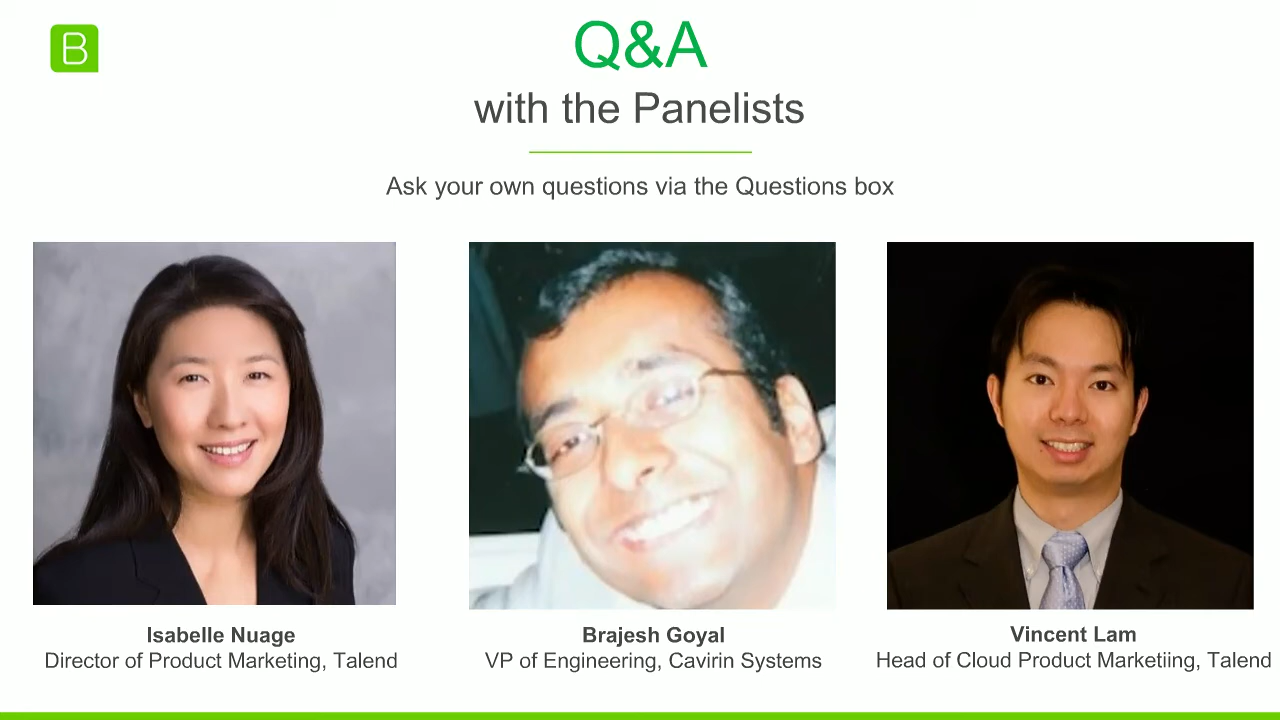 B
Q&A
with the Panelists
Ask your own questions via the Questions box
Isabelle Nuage
Director of Product Marketing, Talend
Brajesh Goyal
VP of Engineering, Cavirin Systems
Vincent Lam
Head of Cloud Product Marketiing, Talend